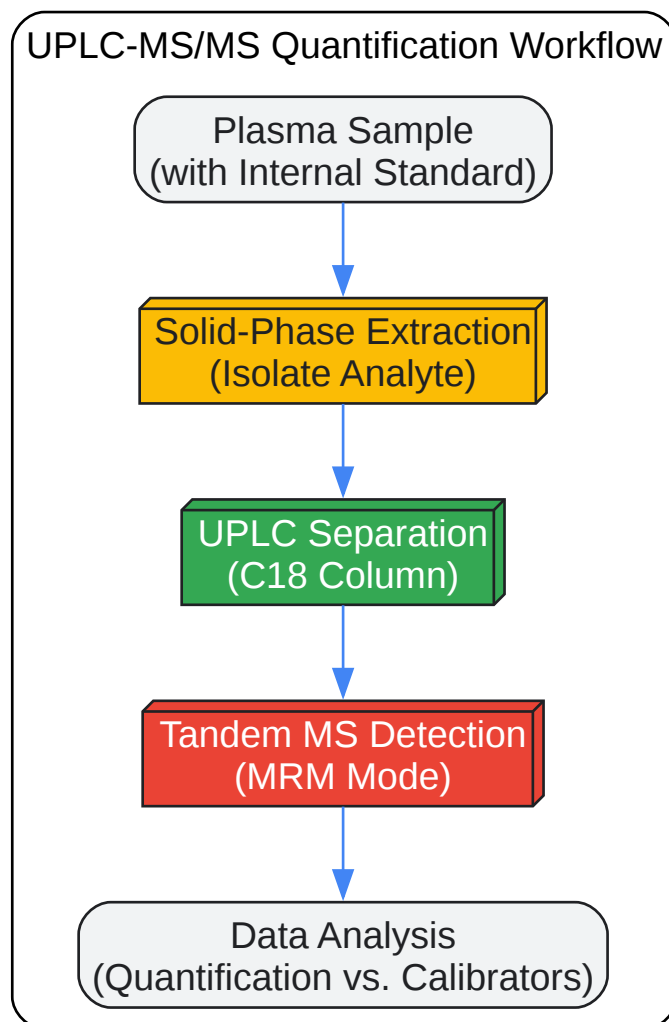 UPLC-MS/MS Quantification Workflow
Plasma Sample
(with Internal Standard)
Solid-Phase Extraction
(Isolate Analyte)
UPLC Separation
(C18 Column)
Tandem MS Detection
(MRM Mode)
Data Analysis
(Quantification vs. Calibrators)